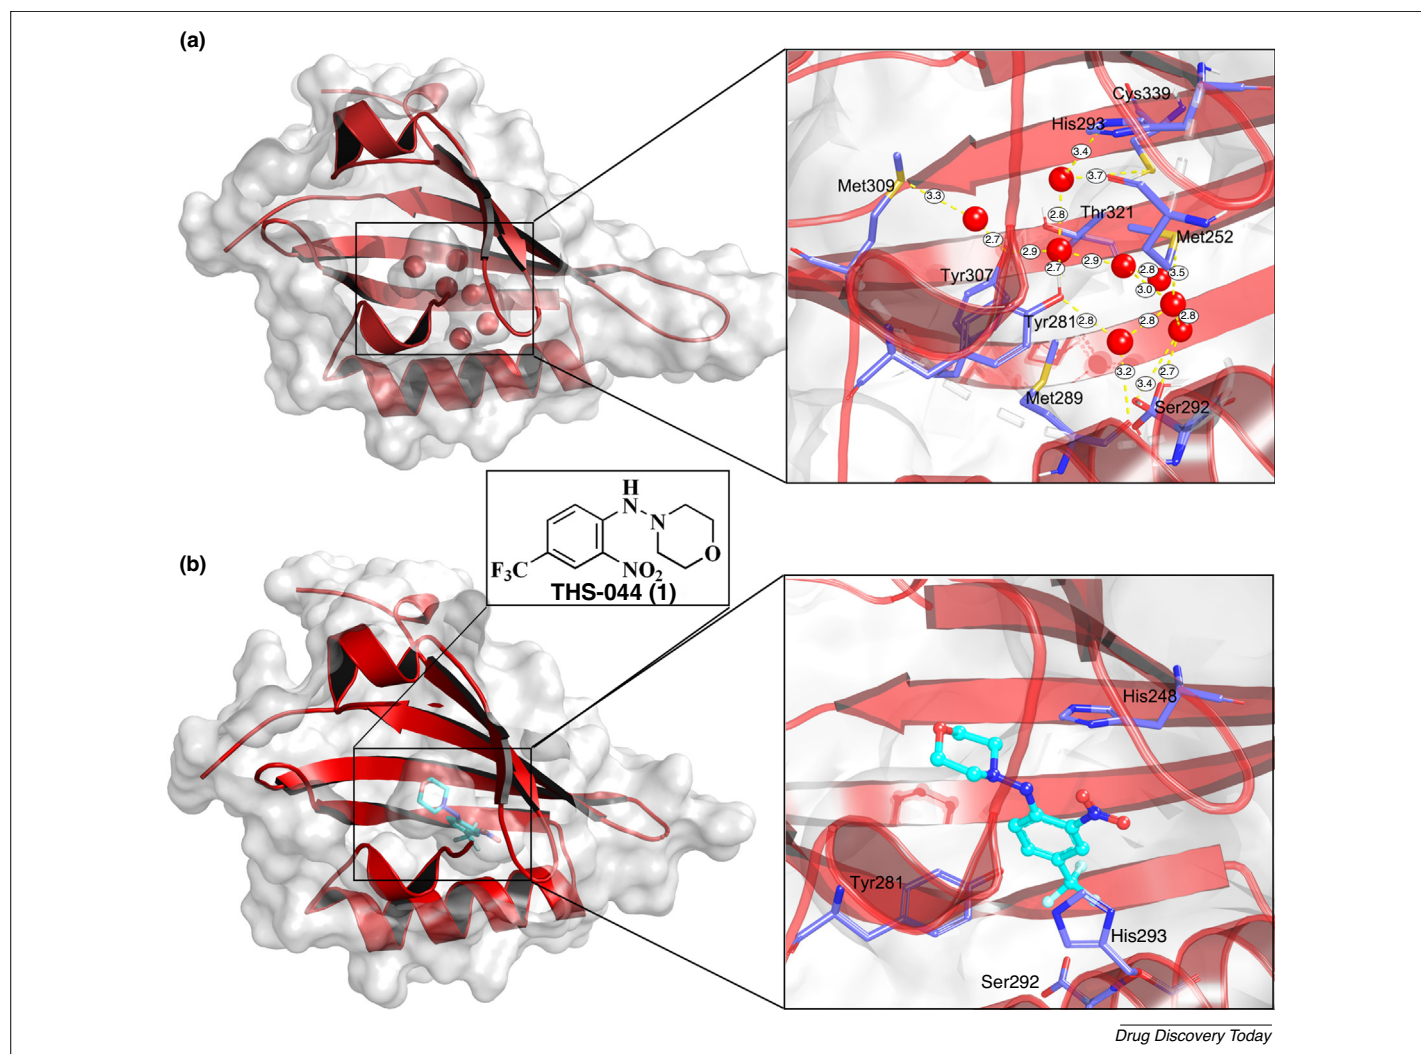 (a)
Cys339
His293
3.4
3.7
Met309
3.3
2.8
Thr321
2.7
2.9
2.9
Met252
2.8
3.5
Tyr307
2.7
3.0
Tyr281
2.8
2.8
2.8
3.2
2.7
3.4
Met289
Ser292
H
N
N
O
F3C
NO2
THS-044 (1)
(b)
His248
Tyr281
His293
Ser292
Drug Discovery Today